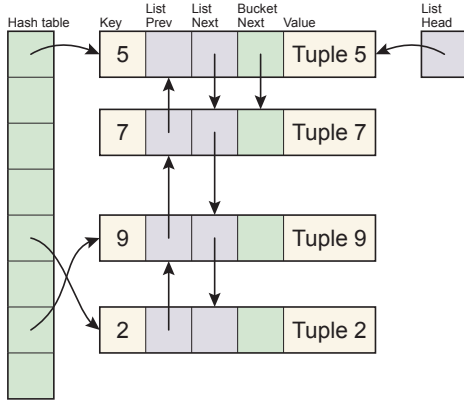 Hash table
Key
List Prev
List Next
Bucket Next
Value
List Head
5
Tuple 5
7
Tuple 7
9
Tuple 9
2
Tuple 2